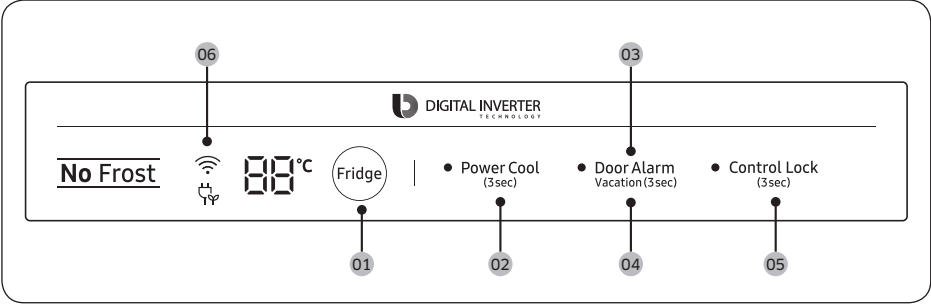 06
03
DIGITAL INVERTER
TECHNOLOGY
No Frost
88°C
Fridge
Power Cool
(3sec)
Door Alarm
Vacation(3sec)
Control Lock
(3sec)
01
02
04
05